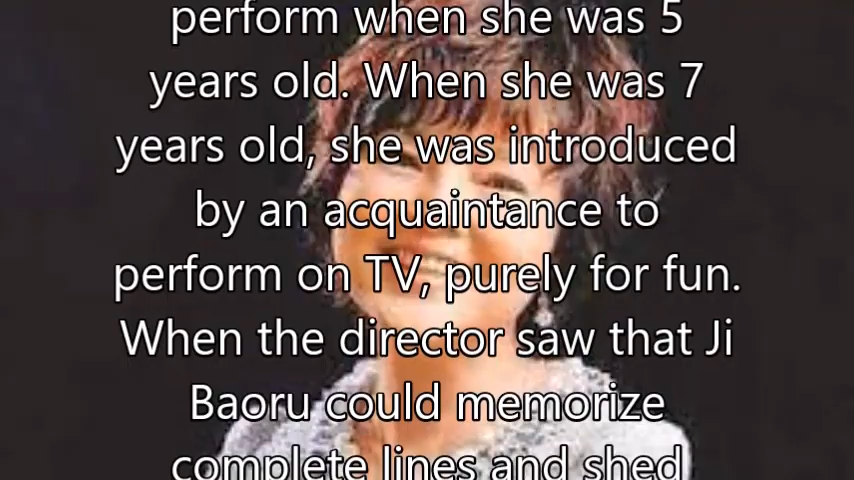 perform when she was 5
years old. When she was 7
years old, she was introduced
by an acquaintance to
perform on TV, purely for fun.
When the director saw that Ji
Baoru could memorize
complete lines and shed